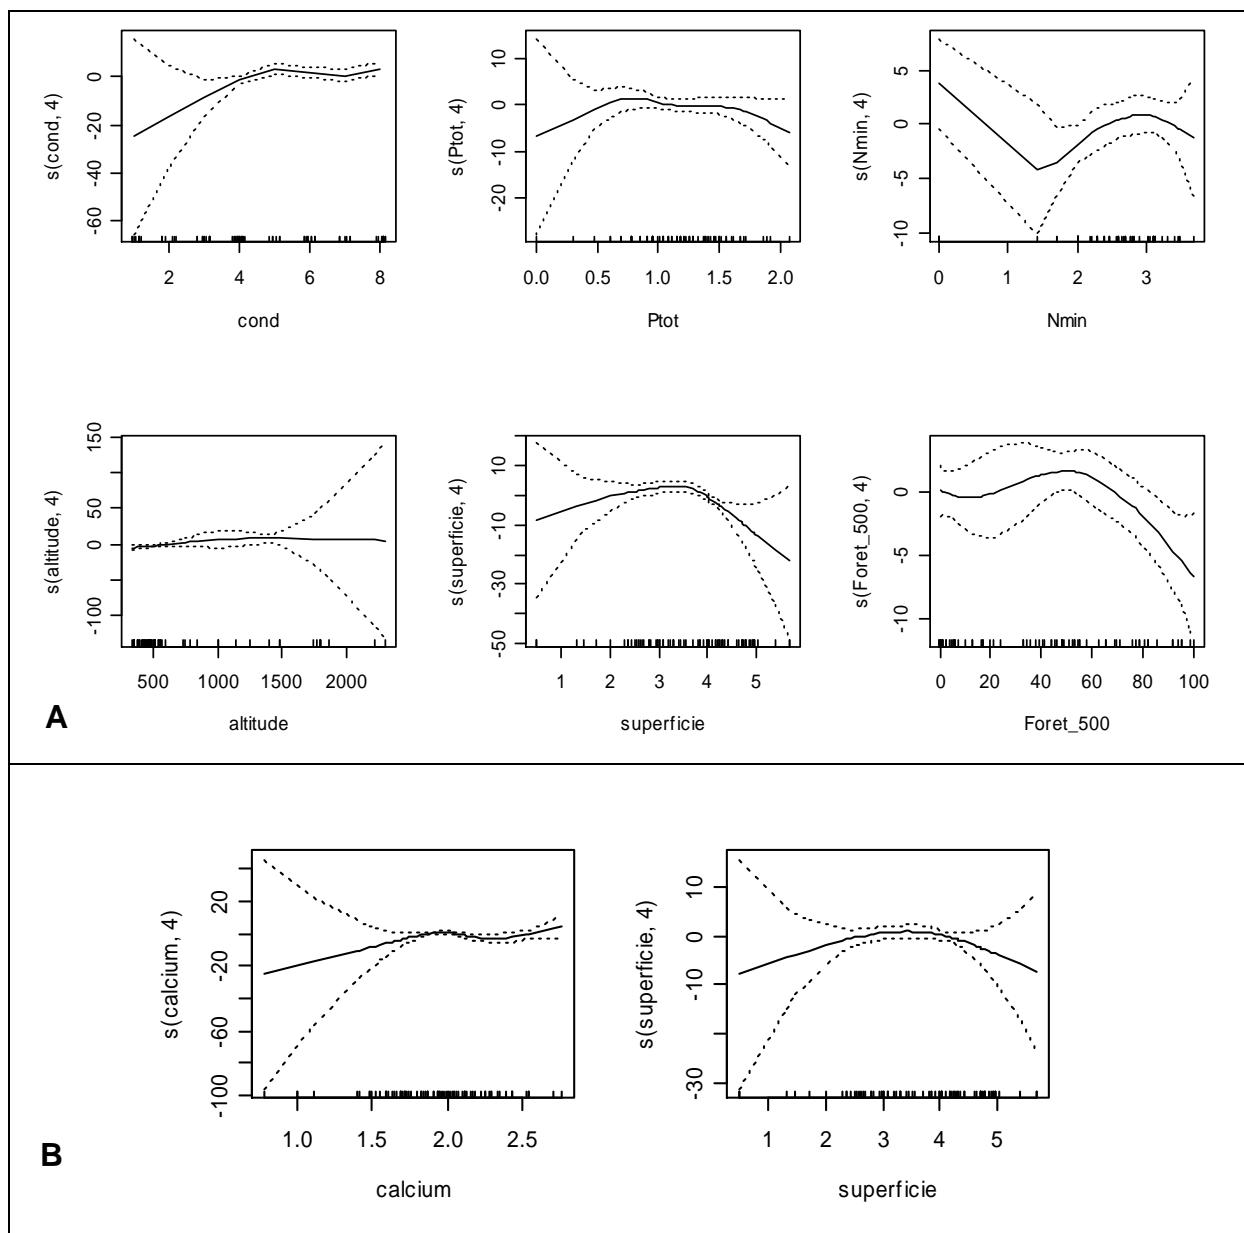 s(cond, 4)
0
-20
-40
-60
2 4 6 8
cond
s(Ptot, 4)
10
0
-10
-20
0.0 0.5 1.0 1.5 2.0
Ptot
s(Nmin, 4)
5
0
-5
-10
0 1 2 3
Nmin
s(altitude, 4)
150
50
0
-100
500 1000 1500 2000
altitude
s(superficie, 4)
10
-10
-30
-50
1 2 3 4 5
superficie
s(Foret_500, 4)
0
-5
-10
0 20 40 60 80 100
Foret_500
A
s(calcium, 4)
20
-20
-60
-100
1.0 1.5 2.0 2.5
calcium
s(superficie, 4)
10
0
-10
-30
1 2 3 4 5
superficie
B